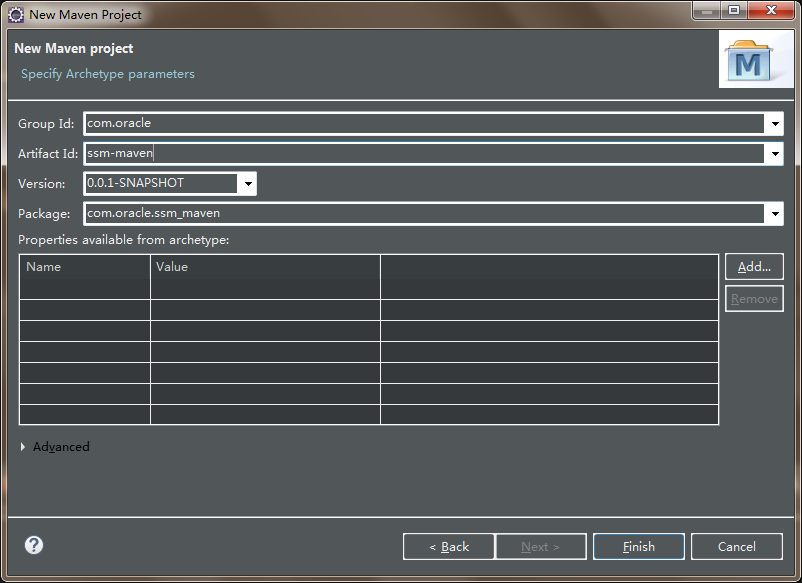 New Maven Project
New Maven project
Specify Archetype parameters
M
Group Id: com.oracle
Artifact Id: ssm-maven
Version: 0.0.1-SNAPSHOT
Package: com.oracle.ssm_maven
Properties available from archetype:
Name Value
Add...
Remove
Advanced
?
< Back Next > Finish Cancel